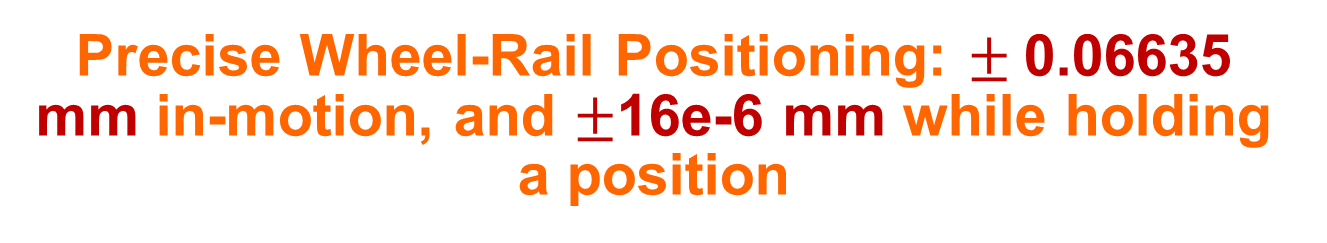 Precise Wheel-Rail Positioning: ± 0.06635
mm in-motion, and ±16e-6 mm while holding
a position